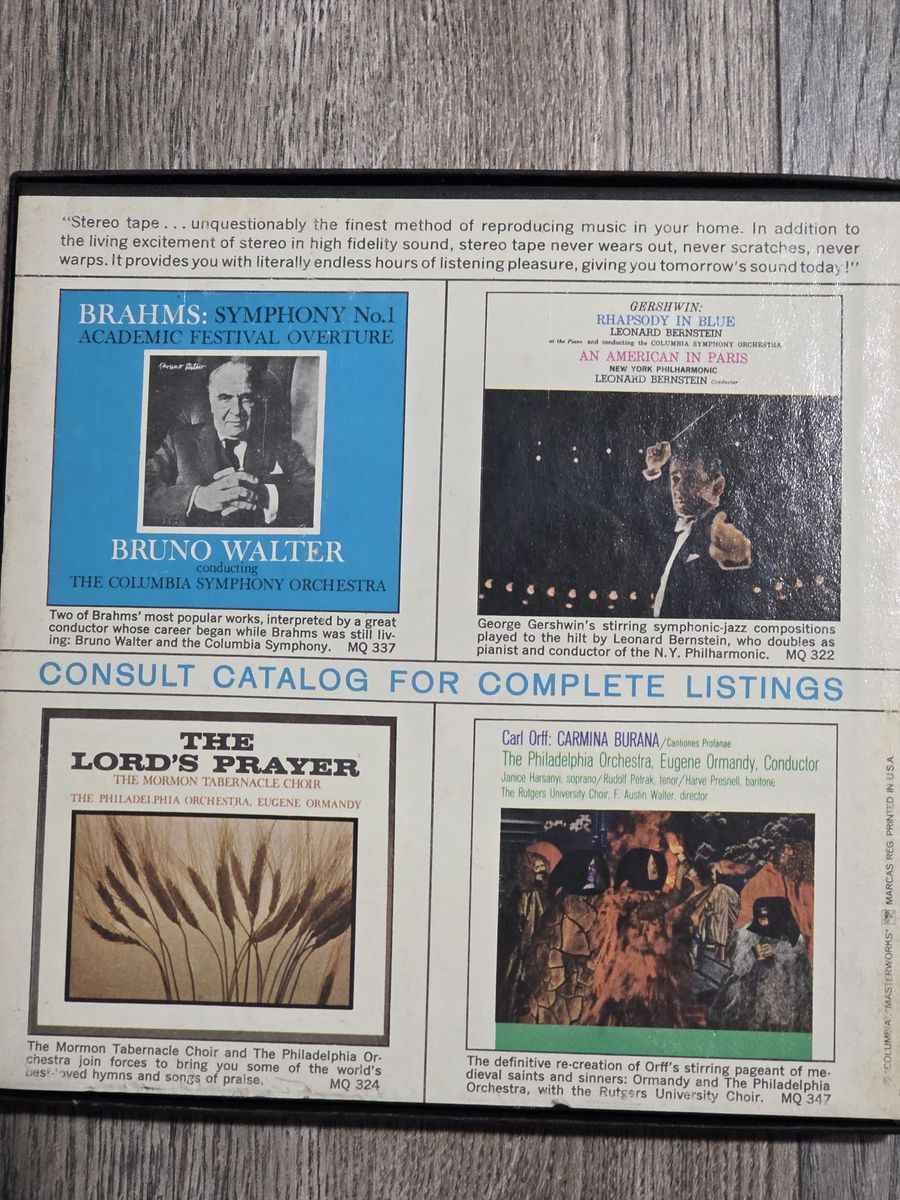 "Stereo tape . . . unquestionably the finest method of reproducing music in your home. In addition to
the living excitement of stereo in high fidelity sound, stereo tape never wears out, never scratches, never
warps. It provides you with literally endless hours of listening pleasure, giving you tomorrow's sound today!"
BRAHMS: SYMPHONY No.1
ACADEMIC FESTIVAL OVERTURE
Bruno Walter
BRUNO WALTER
conducting
THE COLUMBIA SYMPHONY ORCHESTRA
Two of Brahms' most popular works, interpreted by a great
conductor whose career began while Brahms was still liv-
ing: Bruno Walter and the Columbia Symphony. MQ 337
GERSHWIN:
RHAPSODY IN BLUE
LEONARD BERNSTEIN
at the Piano and conducting the COLUMBIA SYMPHONY ORCHESTRA
AN AMERICAN IN PARIS
NEW YORK PHILHARMONIC
LEONARD BERNSTEIN Conductor
George Gershwin's stirring symphonic-jazz compositions
played to the hilt by Leonard Bernstein, who doubles as
pianist and conductor of the N.Y. Philharmonic. MQ 322
CONSULT CATALOG FOR COMPLETE LISTINGS
THE
LORD'S PRAYER
THE MORMON TABERNACLE CHOIR
THE PHILADELPHIA ORCHESTRA, EUGENE ORMANDY
The Mormon Tabernacle Choir and The Philadelphia Or-
chestra join forces to bring you some of the world's
best-loved hymns and songs of praise. MQ 324
Carl Orff: CARMINA BURANA/Cantiones Profanae
The Philadelphia Orchestra, Eugene Ormandy, Conductor
Janice Harsanyi, soprano/Rudolf Petrak, tenor/Harve Presnell, baritone
The Rutgers University Choir, F. Austin Walter, director
The definitive re-creation of Orff's stirring pageant of me-
dieval saints and sinners: Ormandy and The Philadelphia
Orchestra, with the Rutgers University Choir. MQ 347
® "COLUMBIA", "MASTERWORKS" MARCAS REG. PRINTED IN U.S.A.